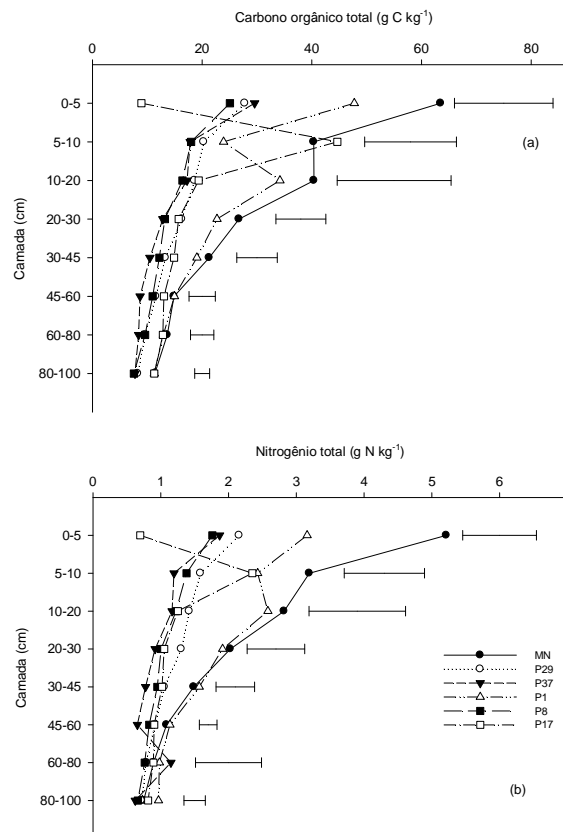 Carbono orgânico total (g C kg-1)
0 20 40 60 80
0-5
5-10
10-20
20-30
30-45
45-60
60-80
80-100
Camada (cm)
(a)
Nitrogênio total (g N kg-1)
0 1 2 3 4 5 6
0-5
5-10
10-20
20-30
30-45
45-60
60-80
80-100
Camada (cm)
MN
P29
P37
P1
P8
P17
(b)